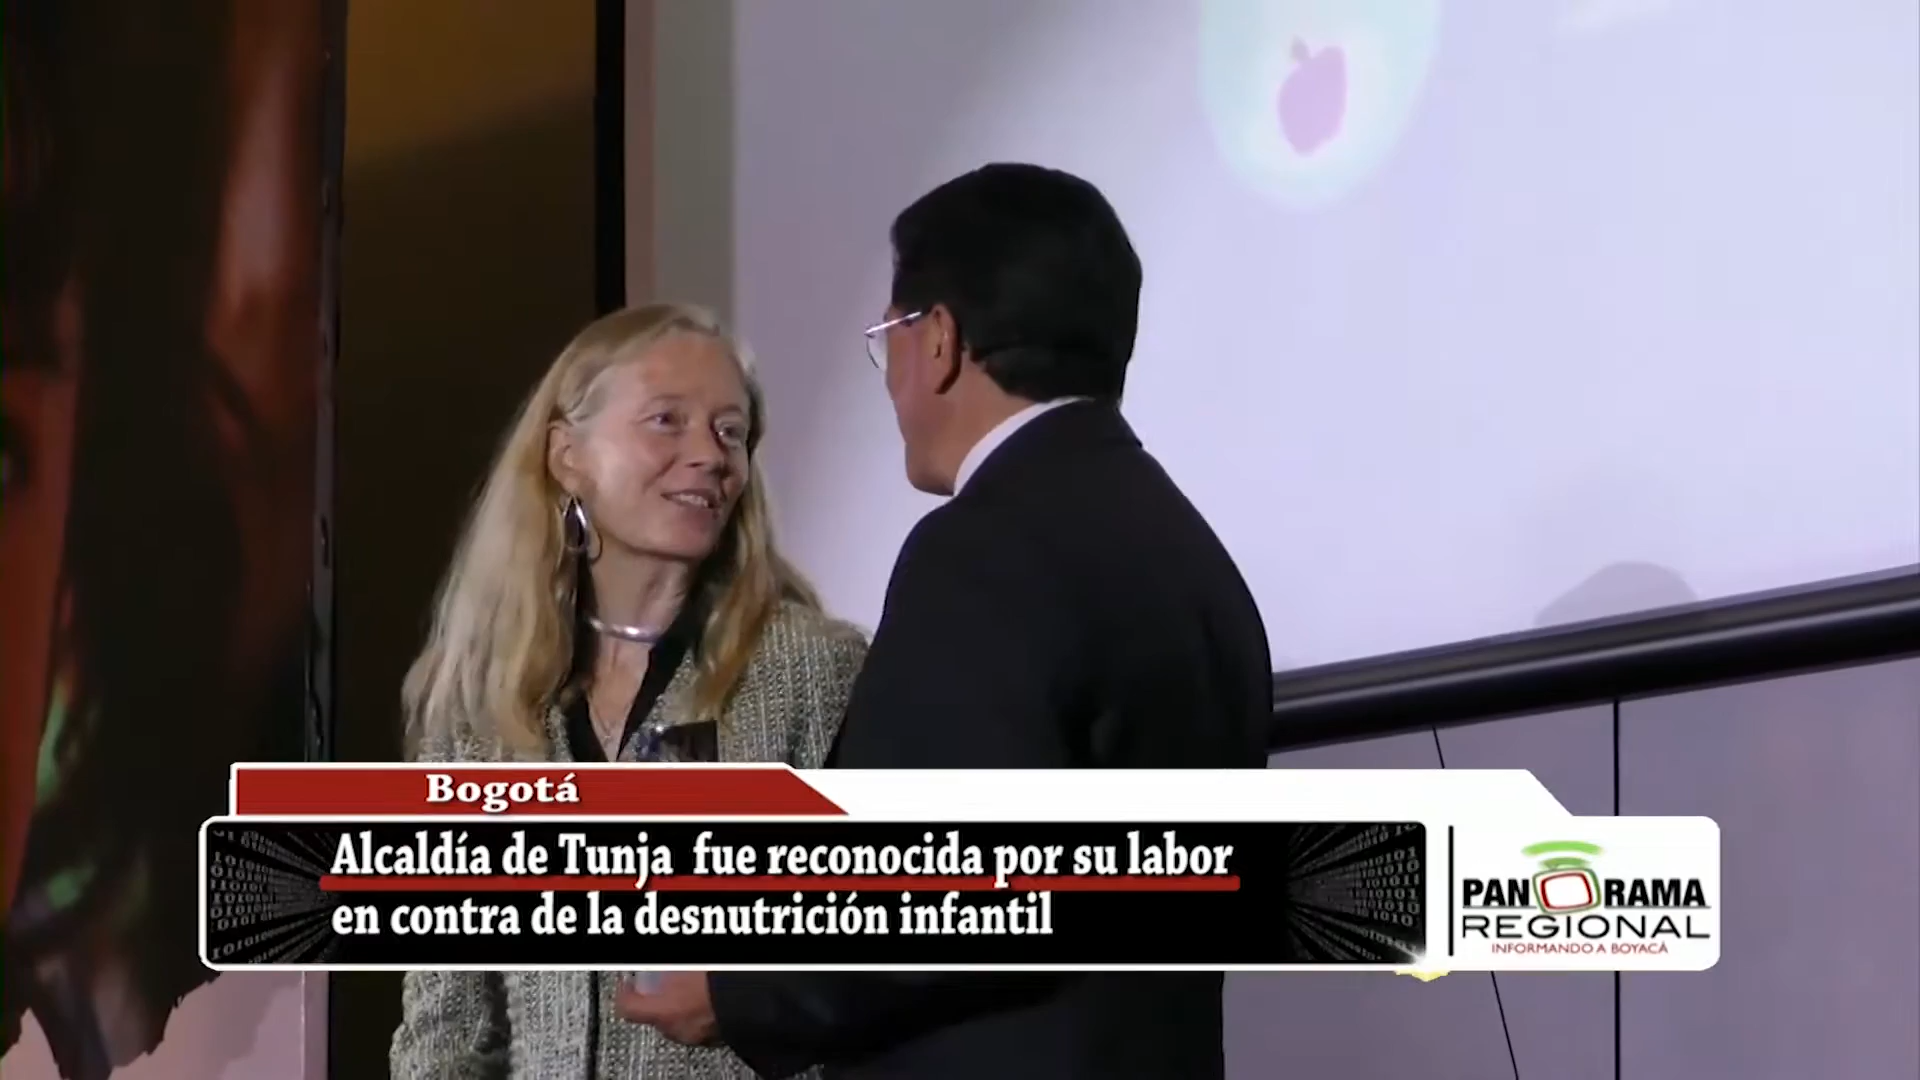 Bogotá
Alcaldía de Tunja fue reconocida por su labor
en contra de la desnutrición infantil
PANORAMA
REGIONAL
INFORMANDO A BOYACÁ